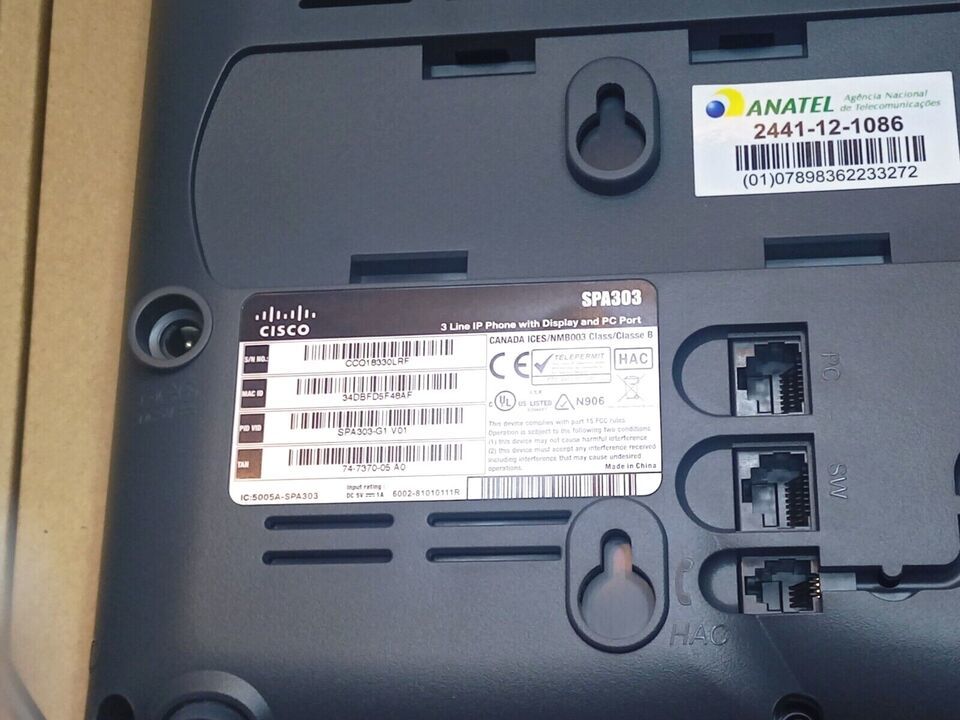 ANATEL Agência Nacional de Telecomunicações
2441-12-1086
(01)07898362233272
CISCO
SPA303
3 Line IP Phone with Display and PC Port
S/N NO.:
CCQ18330LRF
MAC ID
34DBFD5F48AF
PID VID
SPA303-G1 V01
TAN
74-7370-05 A0
IC:5005A-SPA303
Input rating:
DC 5V 1A
6002-81010111R
CANADA ICES/NMB003 Class/Classe B
CE
TELEPERMIT
HAC
C UL US LISTED
N906
This device complies with part 15 FCC rules.
Operation is subject to the following two conditions
(1) this device may not cause harmful interference
(2) this device must accept any interference received
including interference that may cause undesired
operations.
Made in China
PC
SW
HAC